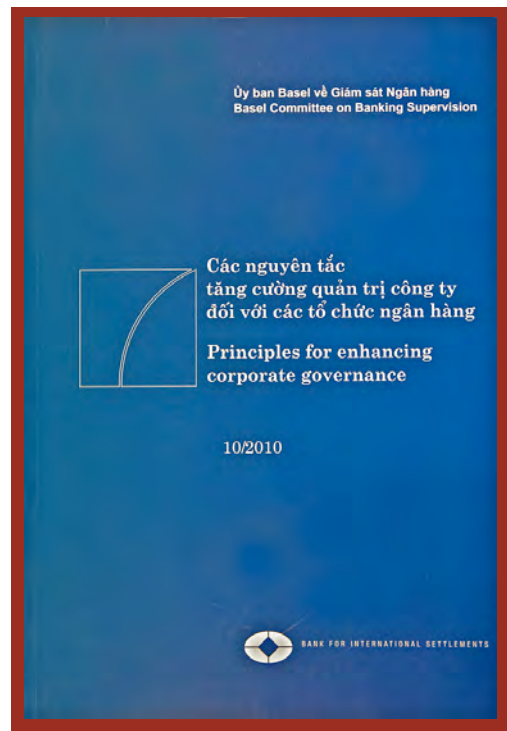 Ủy ban Basel về Giám sát Ngân hàng
Basel Committee on Banking Supervision
Các nguyên tắc
tăng cường quản trị công ty
đối với các tổ chức ngân hàng
Principles for enhancing
corporate governance
10/2010
BANK FOR INTERNATIONAL SETTLEMENTS